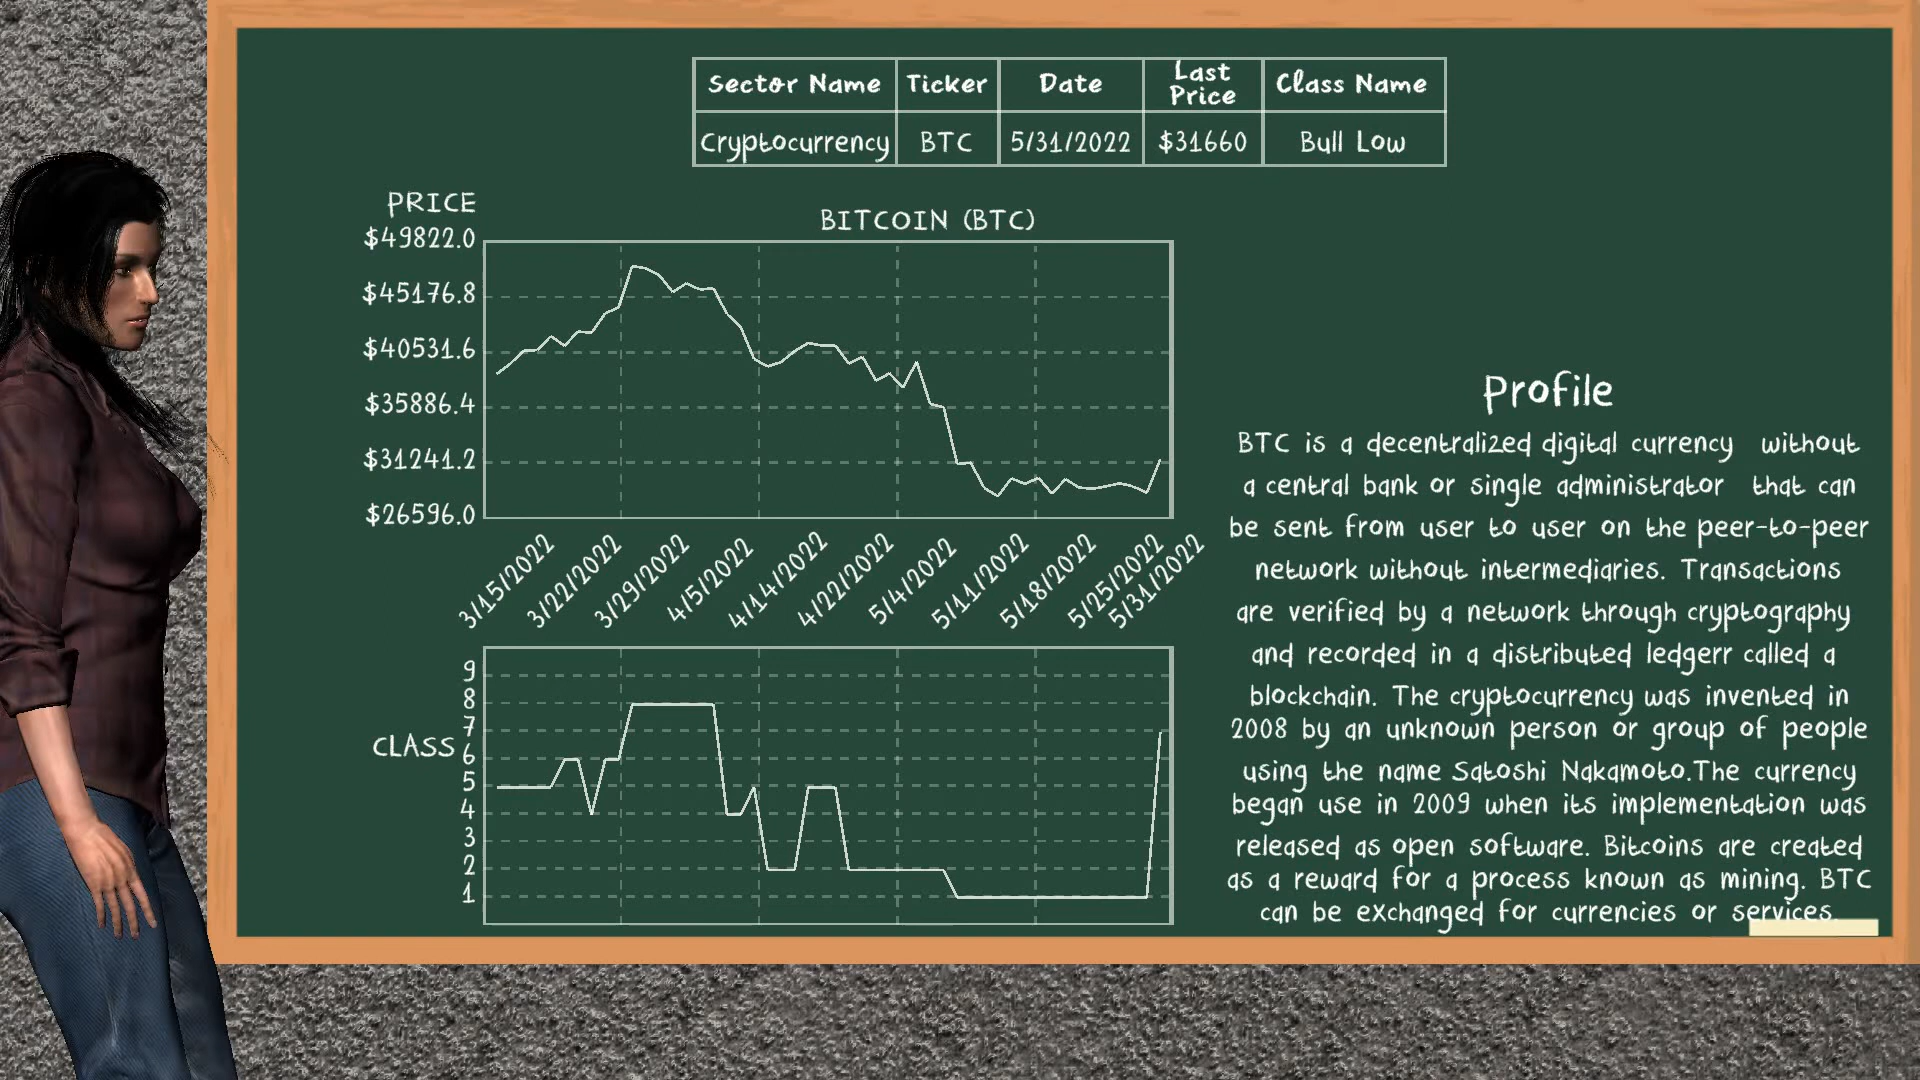 Sector Name Ticker Date Last Price Class Name
Cryptocurrency BTC 5/31/2022 $31660 Bull Low
PRICE
BITCOIN (BTC)
$49822.0
$45176.8
$40531.6
$35886.4
$31241.2
$26596.0
3/15/2022 3/22/2022 3/29/2022 4/5/2022 4/14/2022 4/22/2022 5/4/2022 5/11/2022 5/18/2022 5/25/2022 5/31/2022
CLASS
9
8
7
6
5
4
3
2
1
Profile
BTC is a decentralized digital currency without
a central bank or single administrator that can
be sent from user to user on the peer-to-peer
network without intermediaries. Transactions
are verified by a network through cryptography
and recorded in a distributed ledgerr called a
blockchain. The cryptocurrency was invented in
2008 by an unknown person or group of people
using the name Satoshi Nakamoto.The currency
began use in 2009 when its implementation was
released as open software. Bitcoins are created
as a reward for a process known as mining. BTC
can be exchanged for currencies or services.